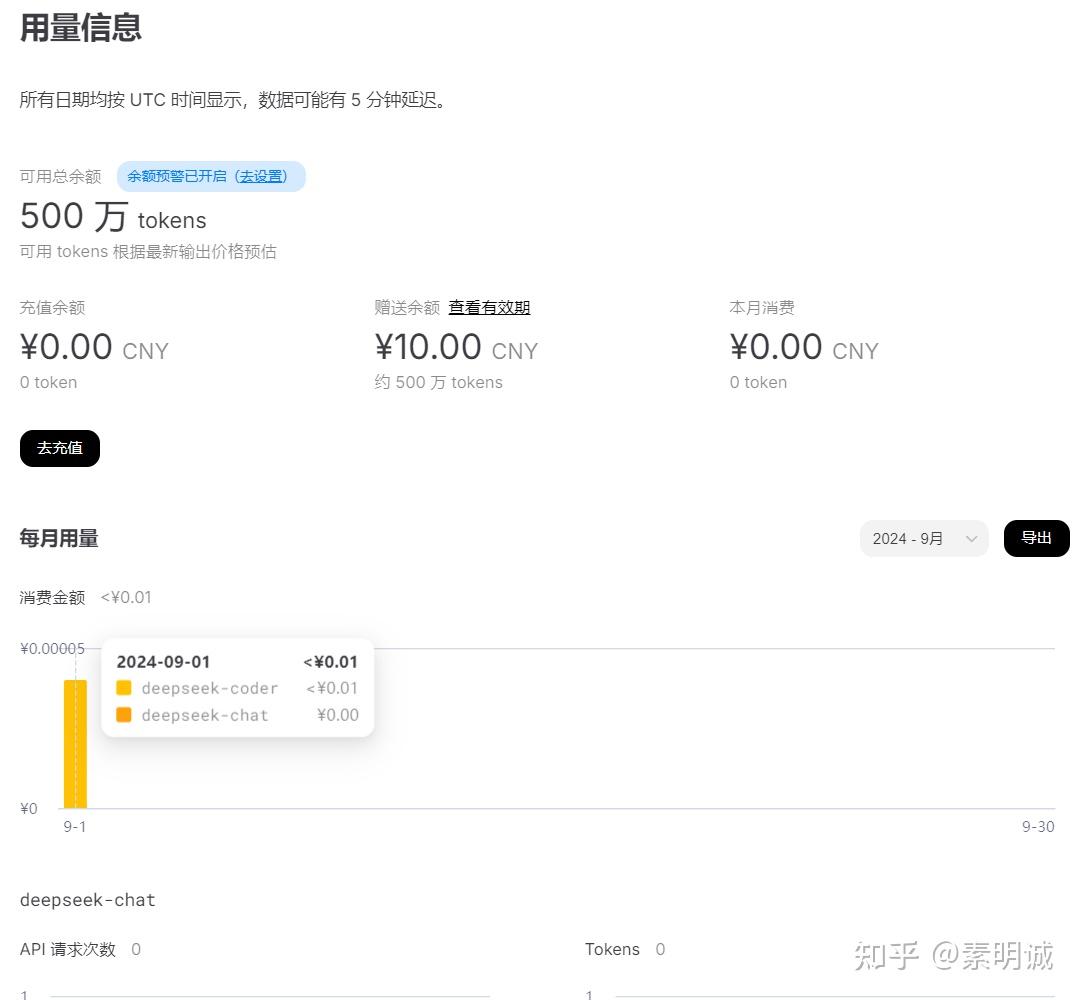 用量信息
所有日期均按 UTC 时间显示，数据可能有 5 分钟延迟。
可用总余额 余额预警已开启（去设置）
500 万 tokens
可用 tokens 根据最新输出价格预估
充值余额 赠送余额 查看有效期 本月消费
¥0.00 CNY ¥10.00 CNY ¥0.00 CNY
0 token 约 500 万 tokens 0 token
去充值
每月用量 2024 - 9月 导出
消费金额 <¥0.01
¥0.00005
2024-09-01 <¥0.01
deepseek-coder <¥0.01
deepseek-chat ¥0.00
¥0
9-1 9-30
deepseek-chat
API 请求次数 0 Tokens 0
知乎 @素明诚
1 1